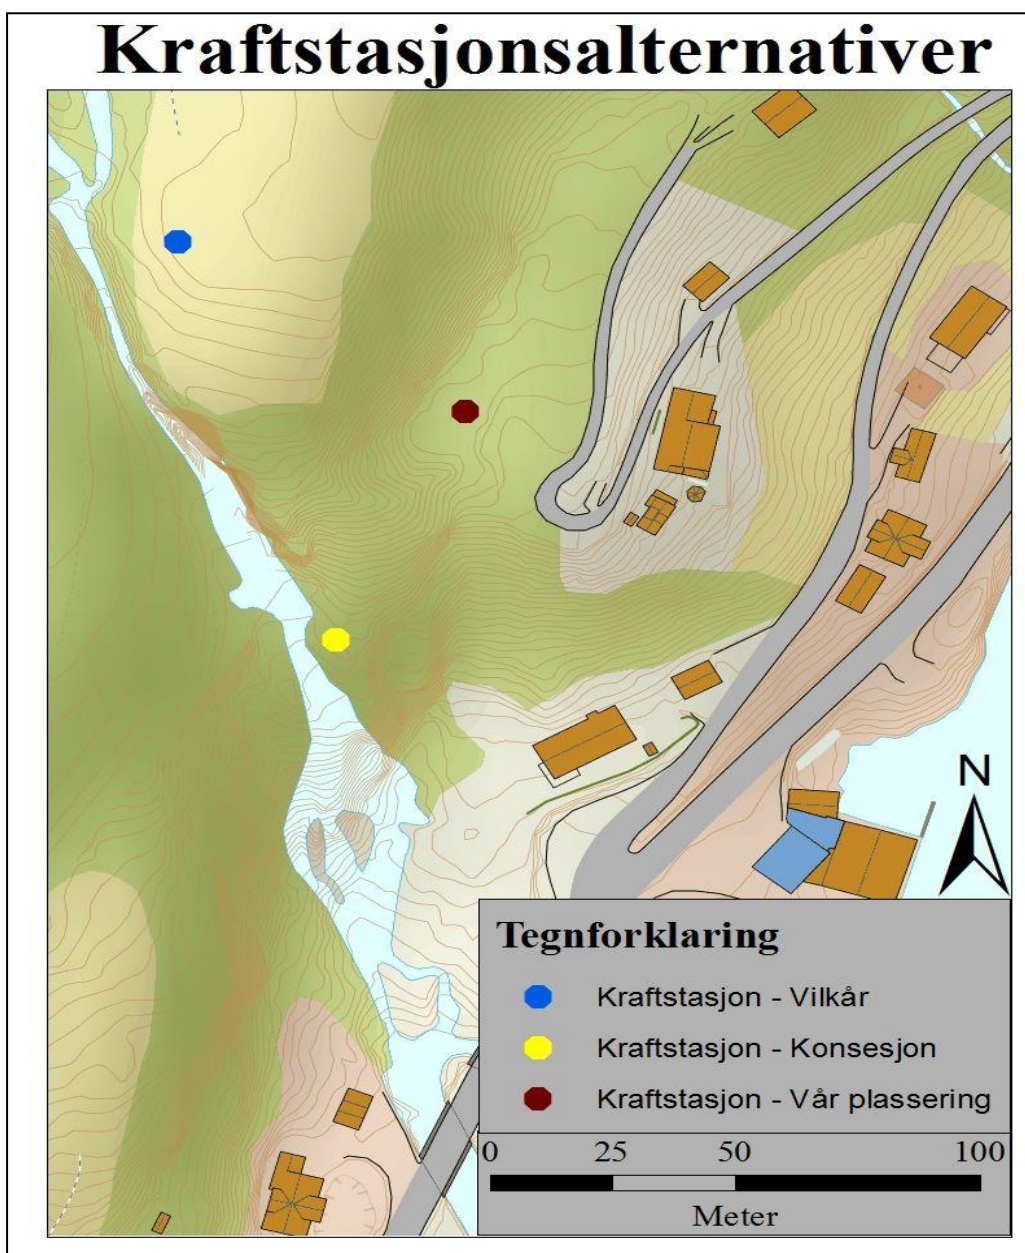 Kraftstasjonsalternativer
N
Tegnforklaring
Kraftstasjon - Vilkår
Kraftstasjon - Konsesjon
Kraftstasjon - Vår plassering
0 25 50 100
Meter